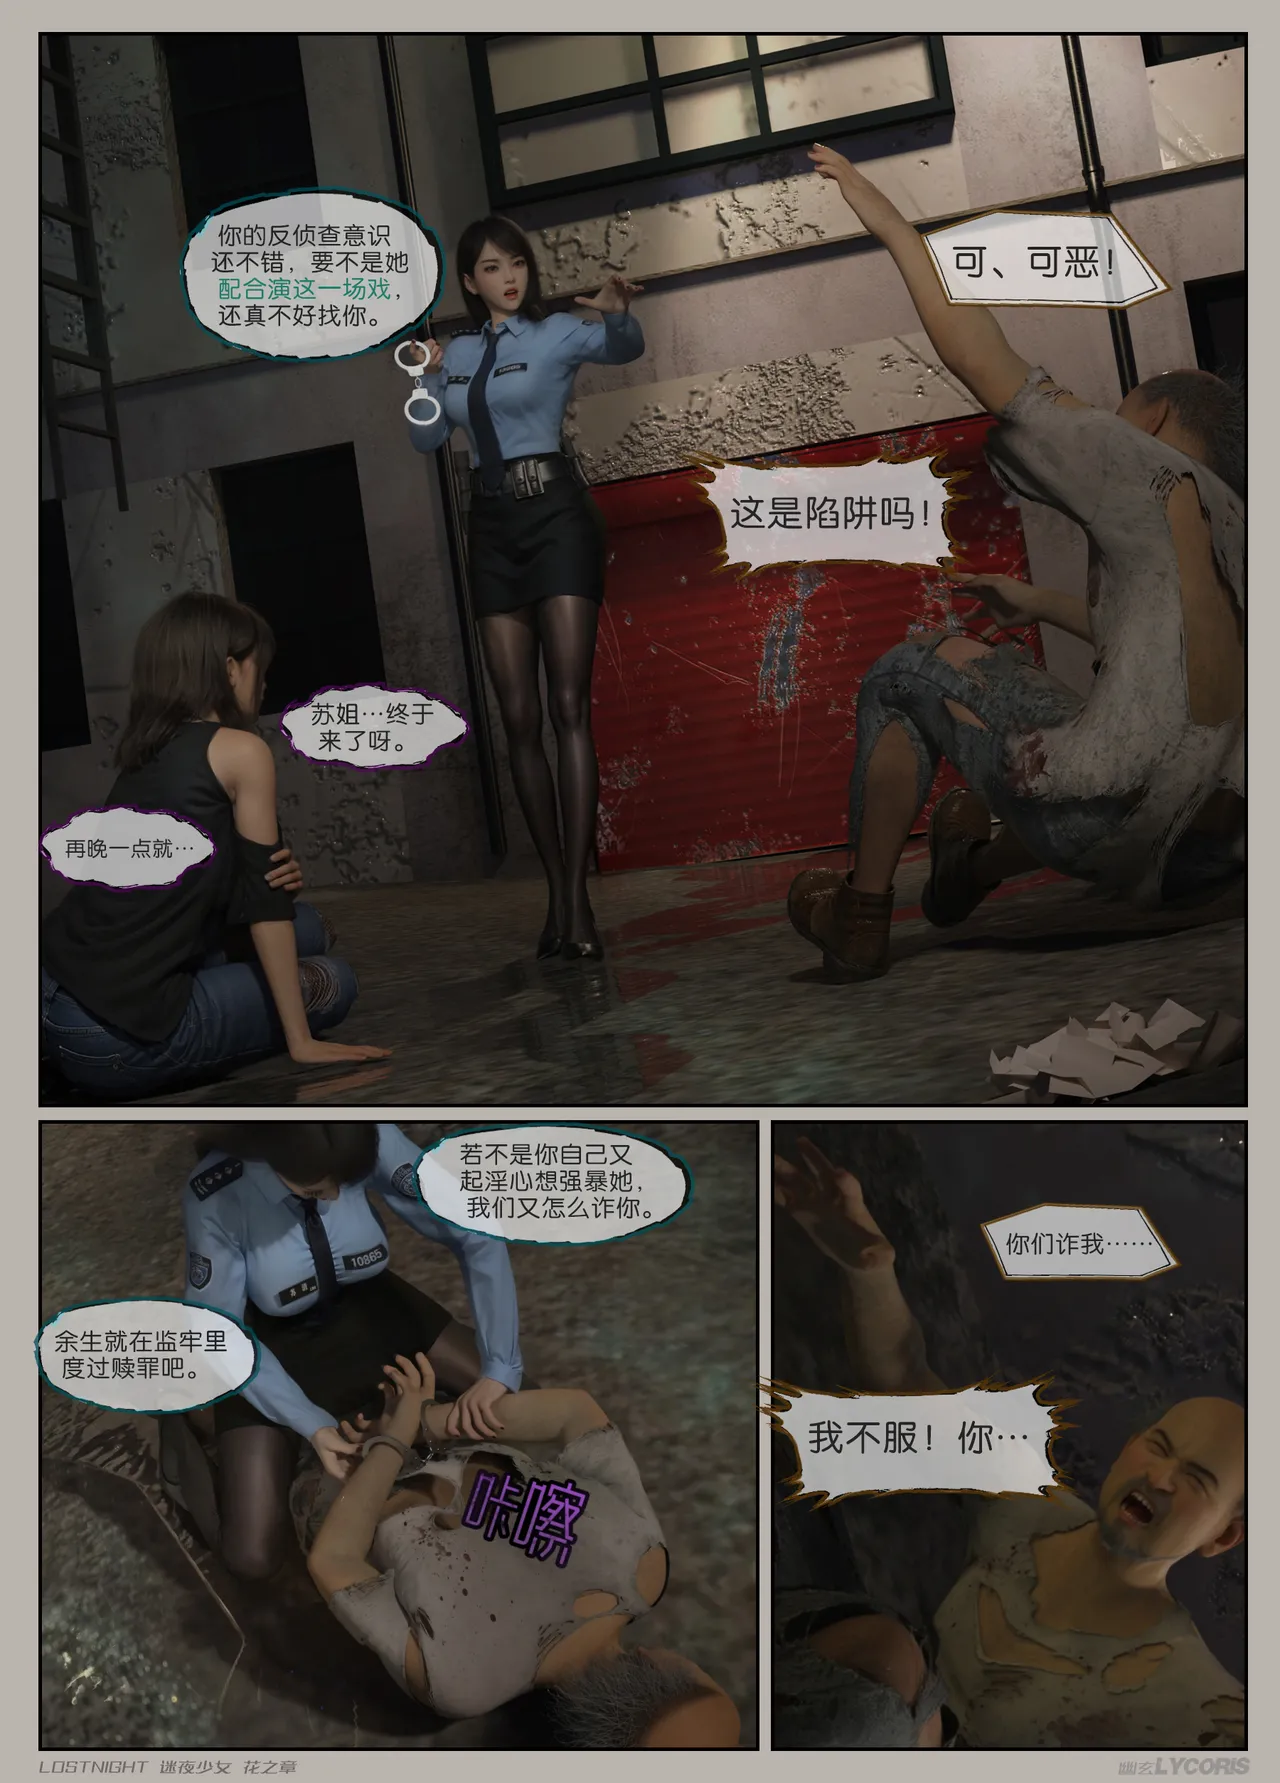 你的反侦查意识
还不错，要不是她
配合演这一场戏，
还真不好找你。
可、可恶！
这是陷阱吗！
苏姐…终于
来了呀。
再晚一点就…
若不是你自己又
起淫心想强暴她，
我们又怎么诈你。
10865
余生就在监牢里
度过赎罪吧。
咔嚓
你们诈我……
我不服！你…
LOSTNIGHT 迷夜少女 花之章
幽玄LYCORIS